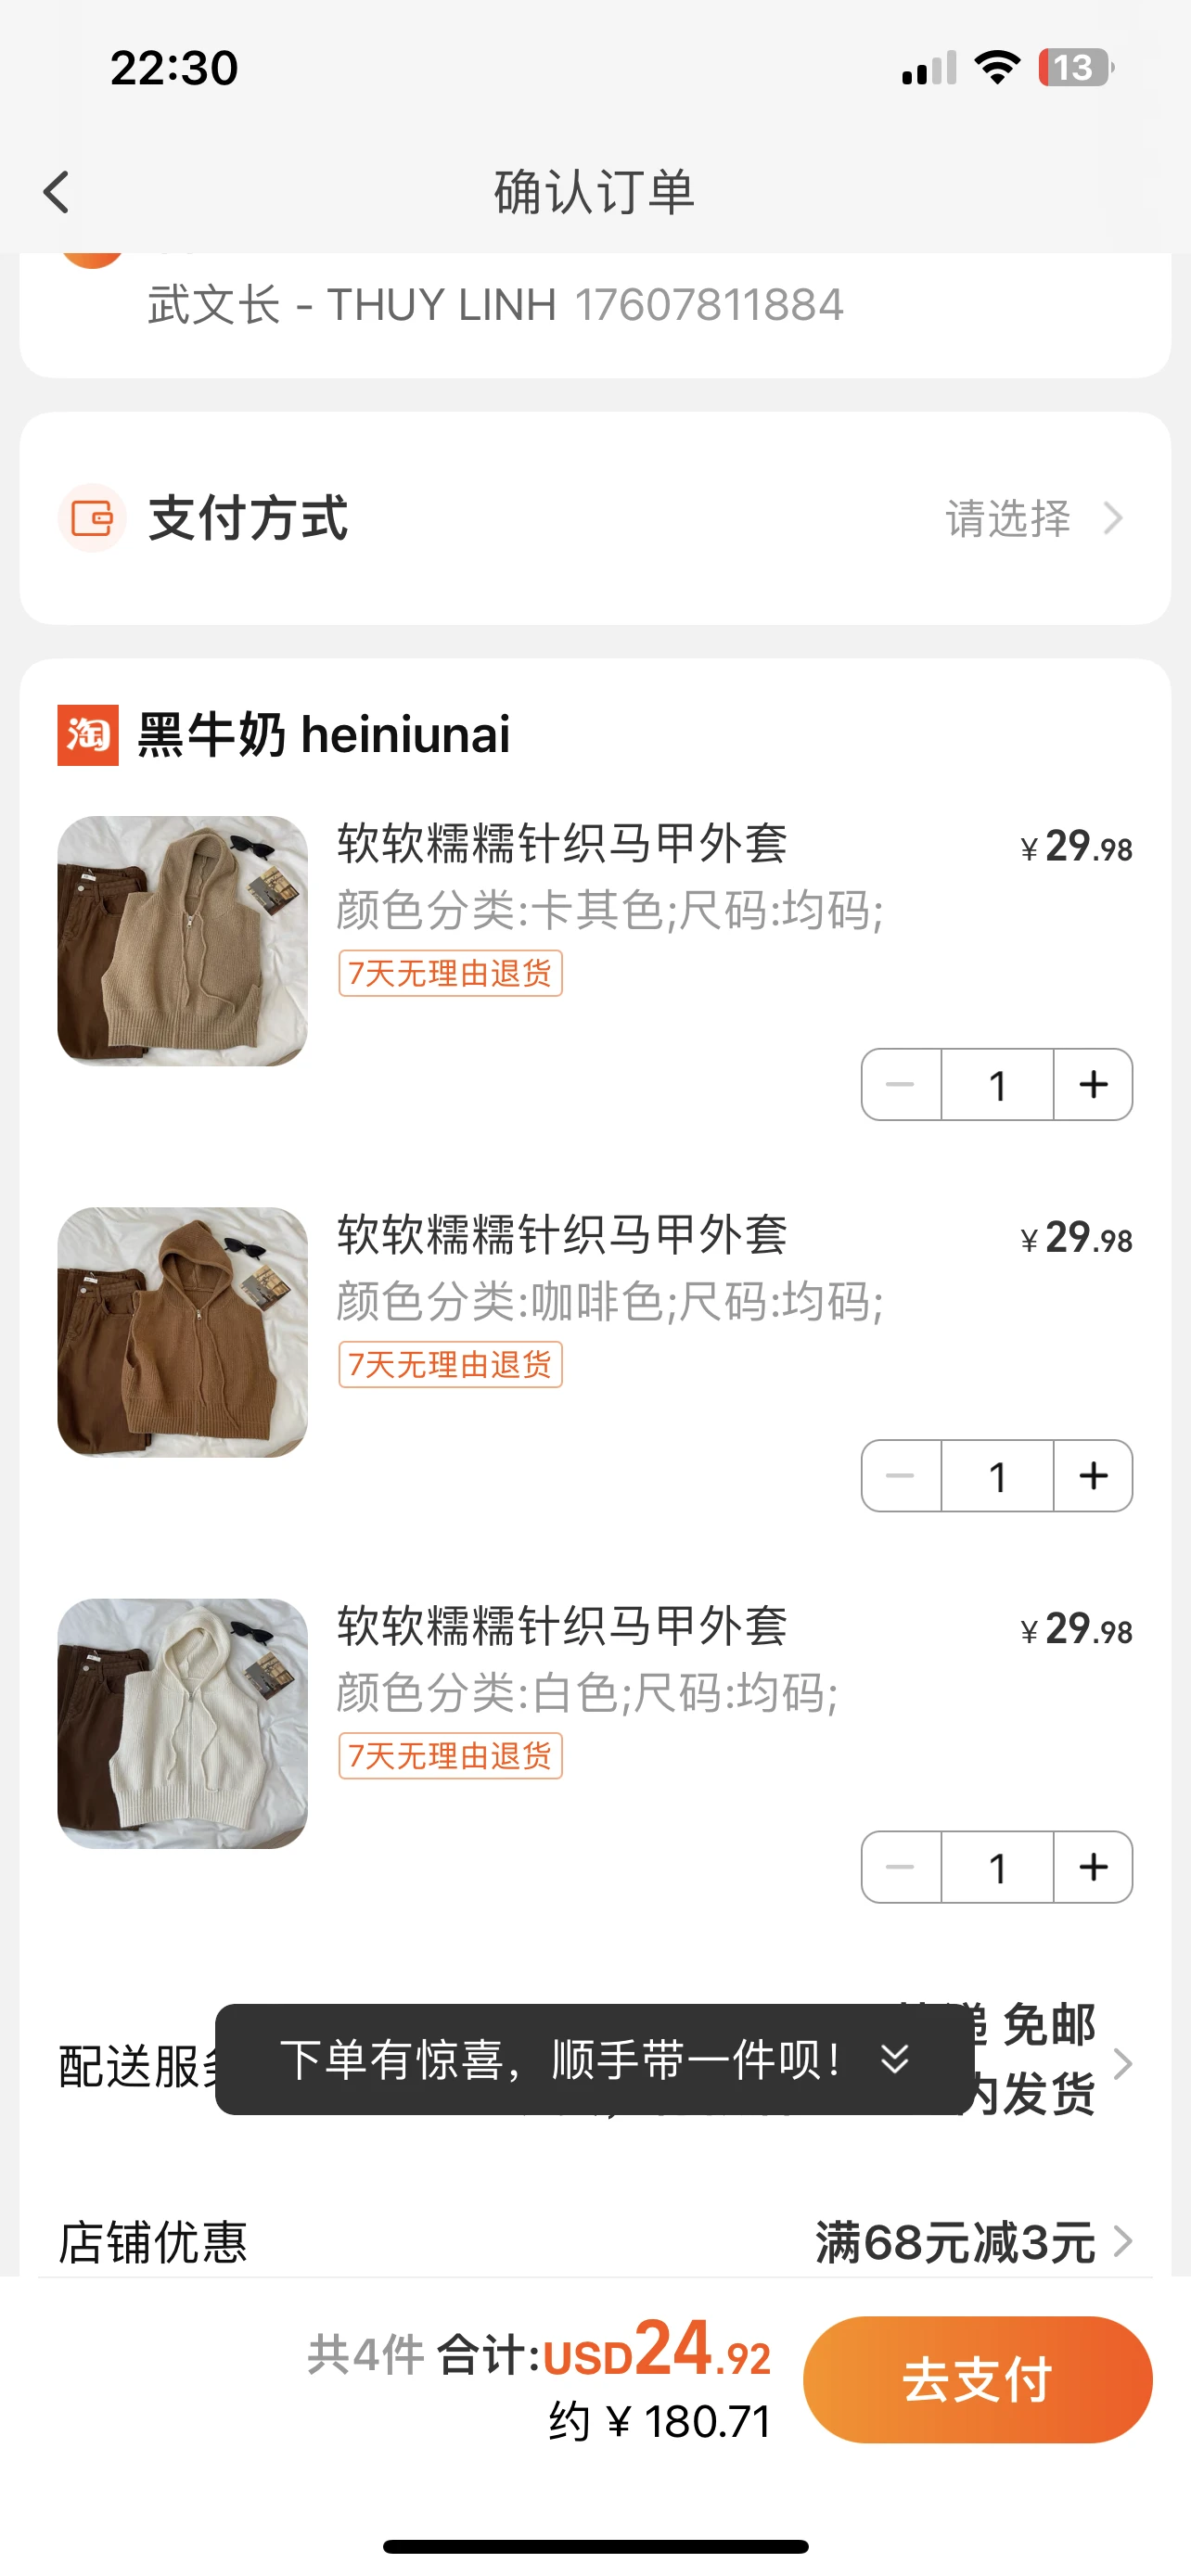 22:30
13
确认订单
武文长 - THUY LINH 17607811884
支付方式
请选择
淘 黑牛奶 heiniunai
软软糯糯针织马甲外套
¥29.98
颜色分类:卡其色;尺码:均码;
7天无理由退货
1
软软糯糯针织马甲外套
¥29.98
颜色分类:咖啡色;尺码:均码;
7天无理由退货
1
软软糯糯针织马甲外套
¥29.98
颜色分类:白色;尺码:均码;
7天无理由退货
1
免邮
配送服
下单有惊喜，顺手带一件呗！
内发货
店铺优惠
满68元减3元
共4件 合计:USD24.92
约 ¥ 180.71
去支付